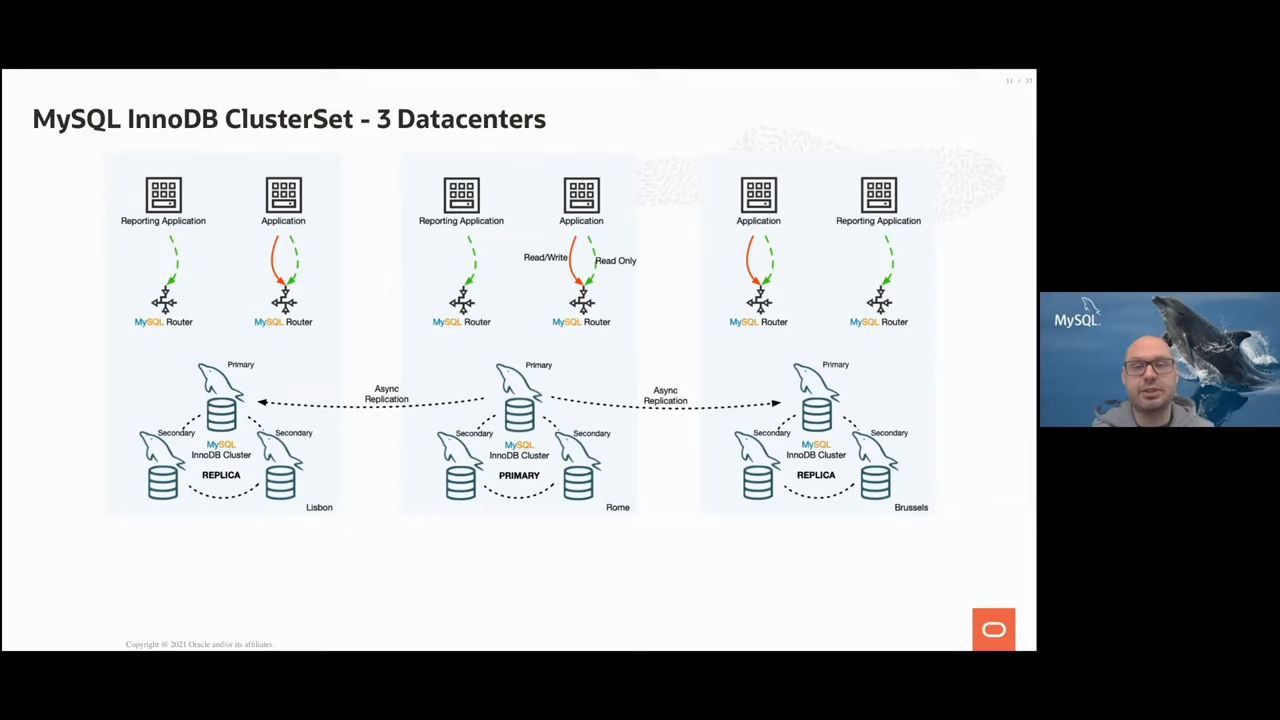 11 / 37
MySQL InnoDB ClusterSet - 3 Datacenters
Reporting Application
Application
MySQL Router
MySQL Router
Primary
Secondary
Secondary
MySQL
InnoDB Cluster
REPLICA
Lisbon
Async
Replication
Reporting Application
Application
Read/Write
Read Only
MySQL Router
MySQL Router
Primary
Secondary
Secondary
MySQL
InnoDB Cluster
PRIMARY
Rome
Async
Replication
Application
Reporting Application
MySQL Router
MySQL Router
Primary
Secondary
Secondary
MySQL
InnoDB Cluster
REPLICA
Brussels
Copyright @ 2021 Oracle and/or its affiliates.
MySQL